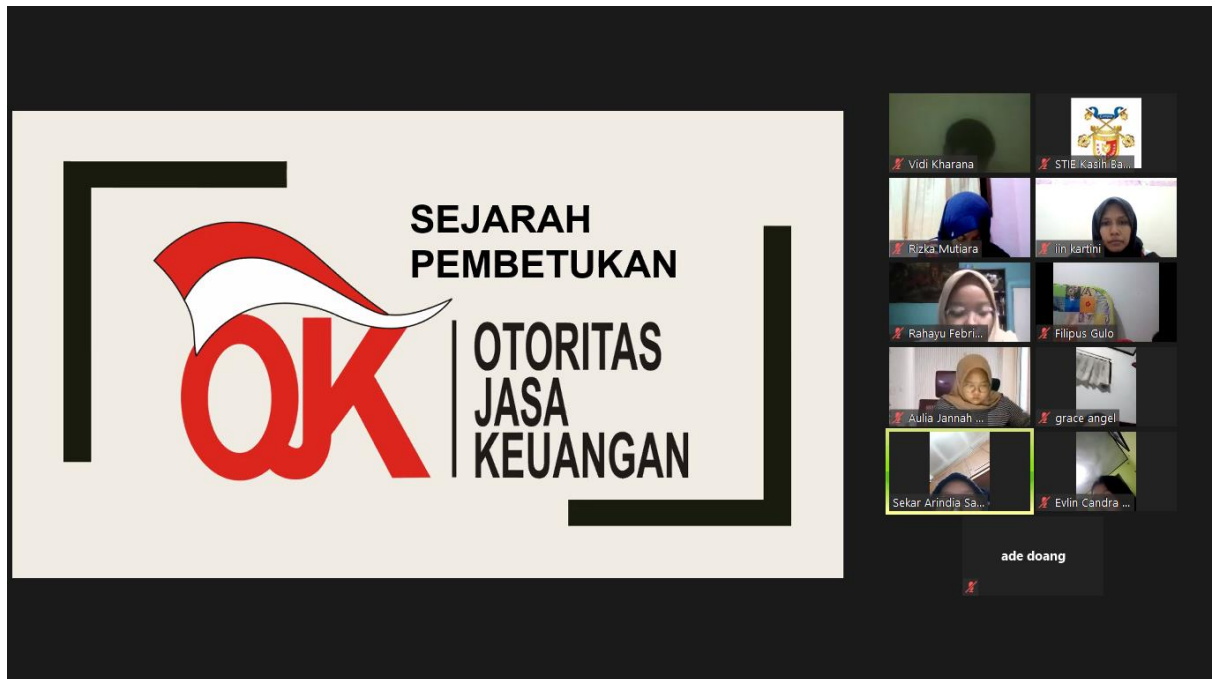 SEJARAH
PEMBETUKAN
OJK
OTORITAS
JASA
KEUANGAN
Vidi Kharana
STIE Kasih Ba...
Rizka Mutiara
iin kartini
Rahayu Febri...
Filipus Gulo
Aulia Jannah ...
grace angel
Sekar Arindia Sa...
Evlin Candra ...
ade doang